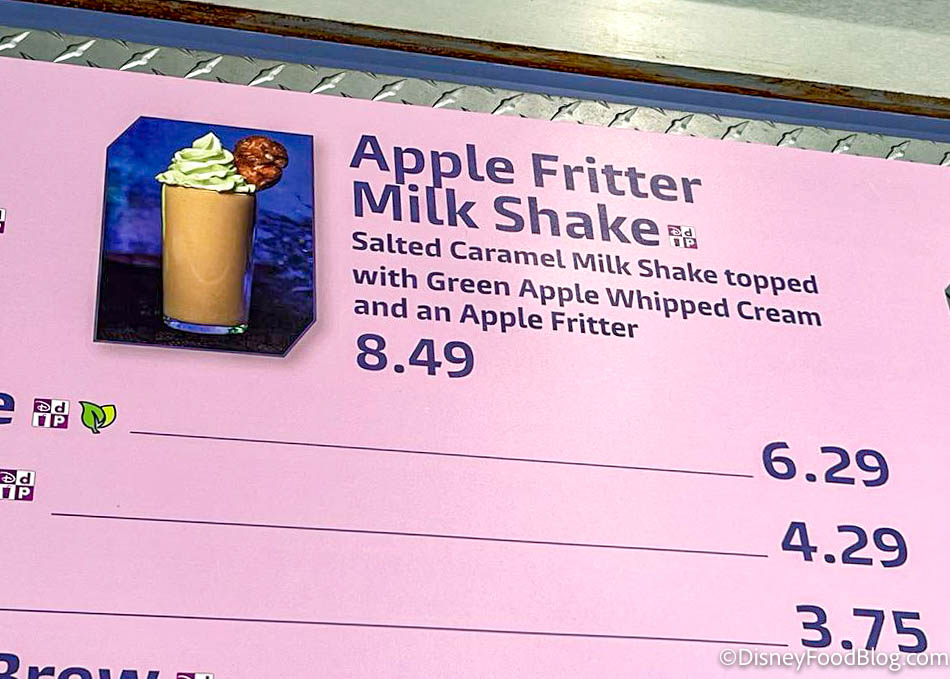 Apple Fritter
Milk Shake
Salted Caramel Milk Shake topped
with Green Apple Whipped Cream
and an Apple Fritter
8.49
e 6.29
4.29
3.75
Brew
©DisneyFoodBlog.com